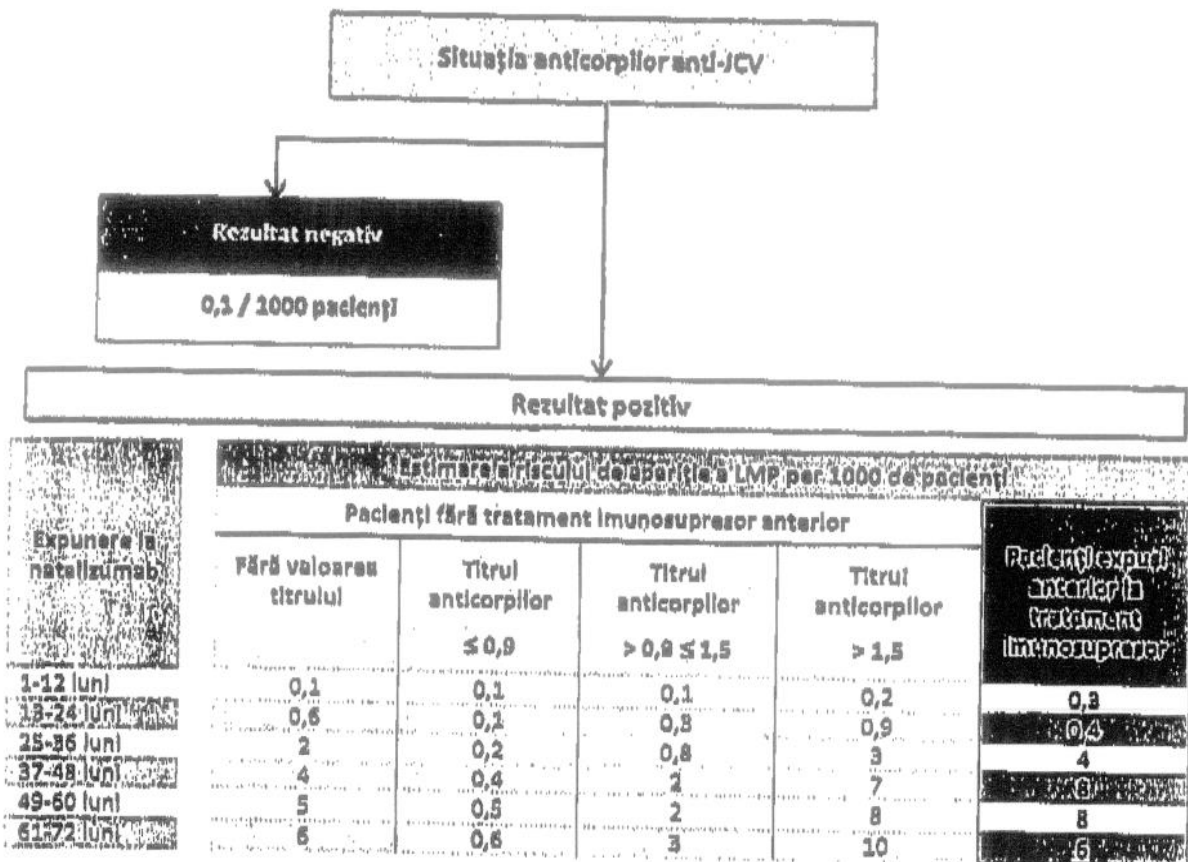 Situația anticorpilor anti-JCV
Rezultat negativ
0,1 / 1000 pacienți
Rezultat pozitiv
Estimare a riscului de apariție a LMP per 1000 de pacienți
Expunere la natalizumab
Pacienți fără tratament imunosupresor anterior
Pacienți expuși anterior la tratament imunosupresor
Fără valoarea titrului
Titrul anticorpilor ≤ 0,9
Titrul anticorpilor > 0,9 ≤ 1,5
Titrul anticorpilor > 1,5
1-12 luni 0,1 0,1 0,1 0,2 0,3
13-24 luni 0,6 0,1 0,3 0,9 0,4
25-36 luni 2 0,2 0,8 3 4
37-48 luni 4 0,4 2 7
49-60 luni 5 0,5 2 8 8
61-72 luni 6 0,6 3 10 6